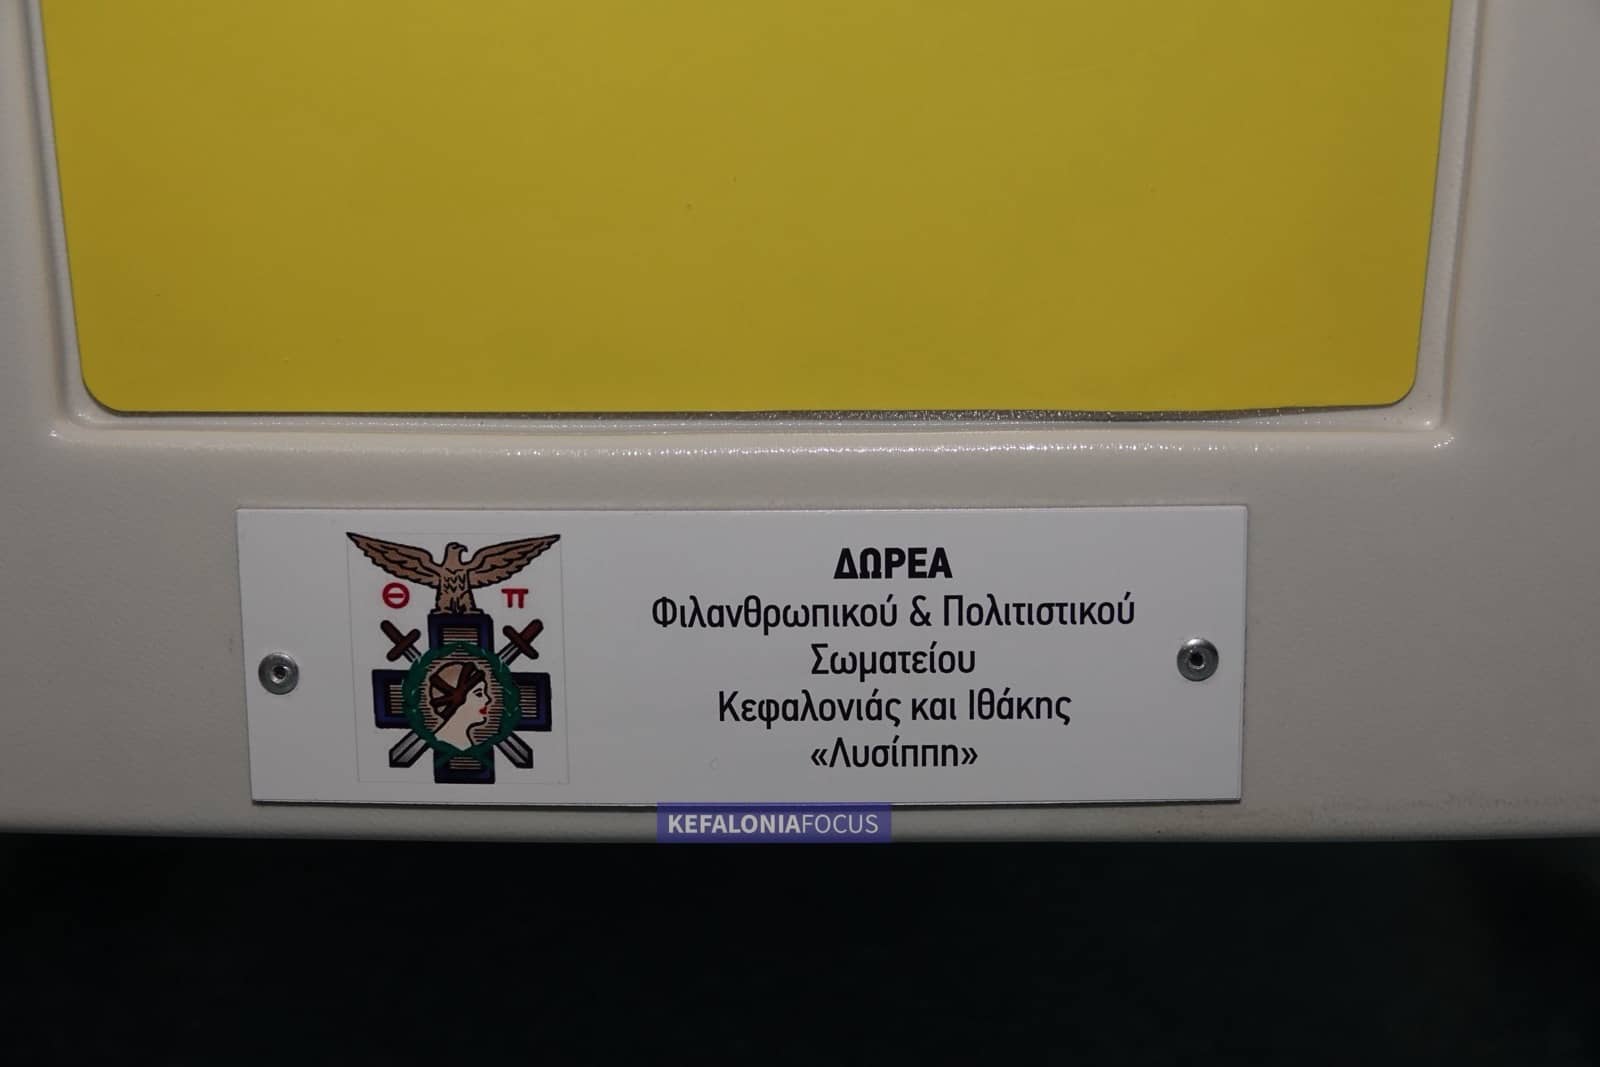 Θ π
ΔΩΡΕΑ
Φιλανθρωπικού & Πολιτιστικού
Σωματείου
Κεφαλονιάς και Ιθάκης
«Λυσίππη»
KEFALONIAFOCUS